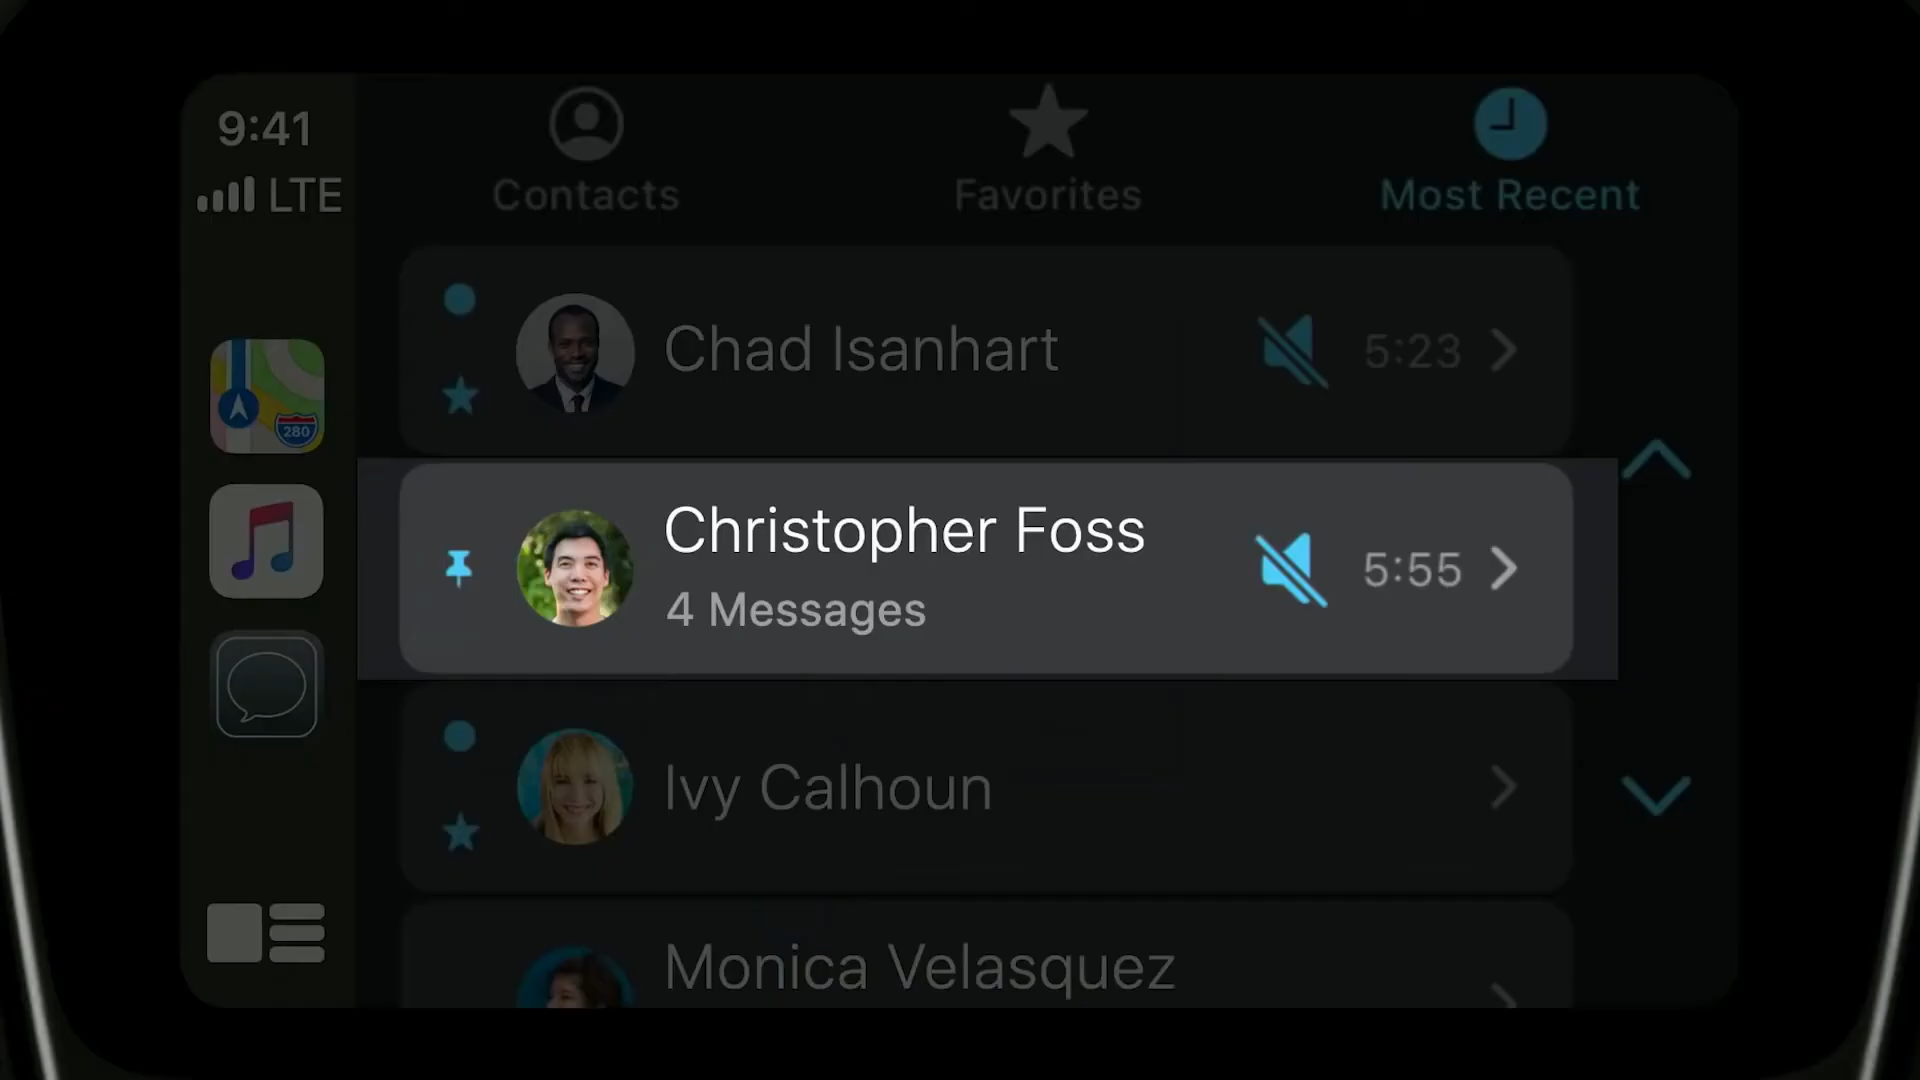 9:41
LTE
280
Contacts
Favorites
Most Recent
Chad Isanhart
5:23
Christopher Foss
4 Messages
5:55
Ivy Calhoun
Monica Velasquez